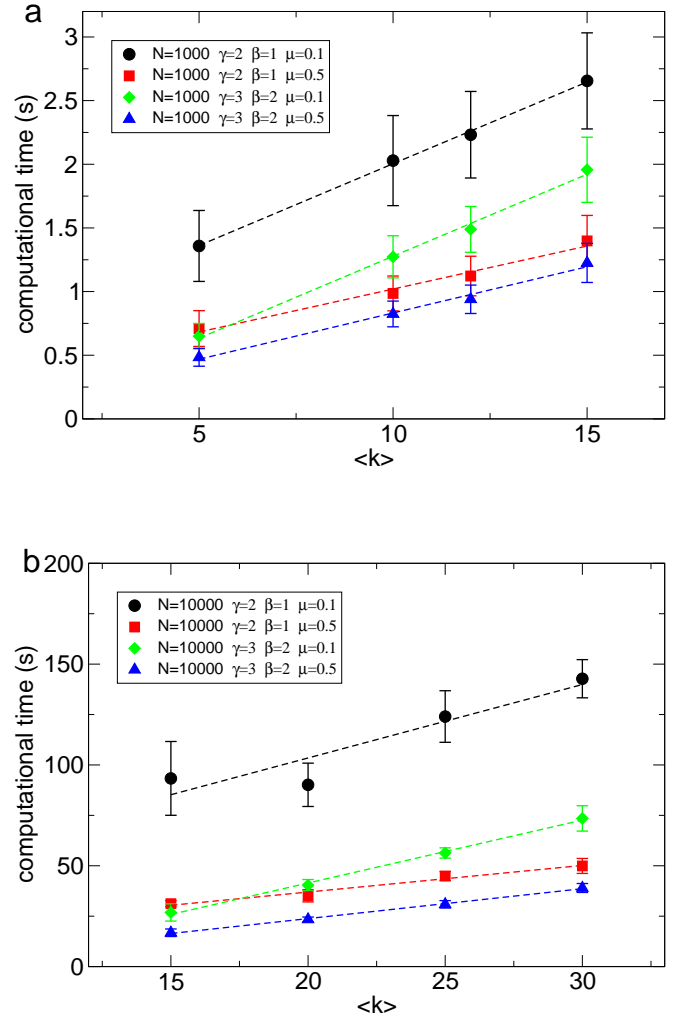 a
3
2.5
2
1.5
1
0.5
0
computational time (s)
N=1000 γ=2 β=1 μ=0.1
N=1000 γ=2 β=1 μ=0.5
N=1000 γ=3 β=2 μ=0.1
N=1000 γ=3 β=2 μ=0.5
5 10 15
<k>
b
200
150
100
50
0
computational time (s)
N=10000 γ=2 β=1 μ=0.1
N=10000 γ=2 β=1 μ=0.5
N=10000 γ=3 β=2 μ=0.1
N=10000 γ=3 β=2 μ=0.5
15 20 25 30
<k>